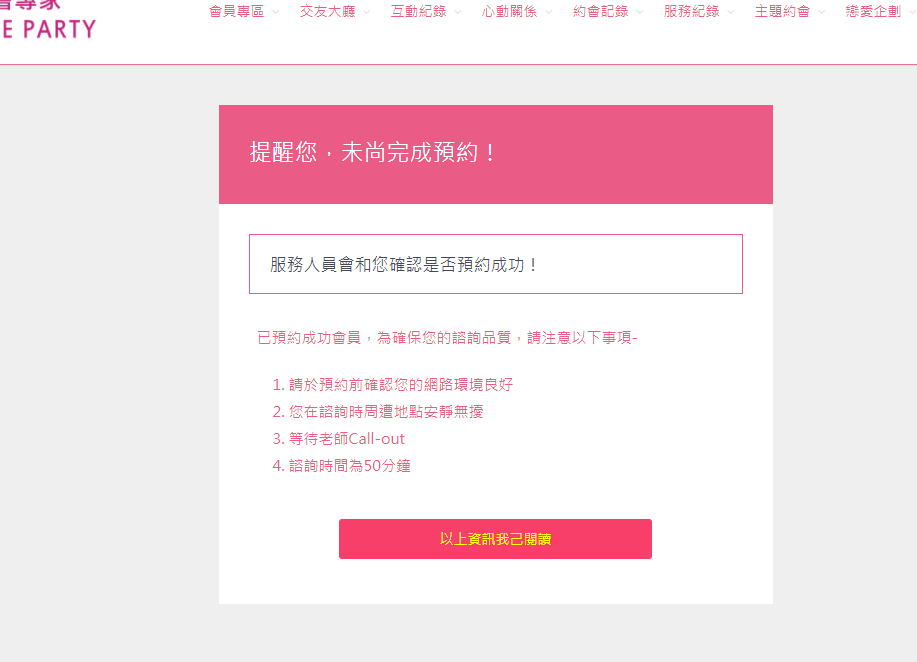 會專家
E PARTY
會員專區 交友大廳 互動紀錄 心動關係 約會記錄 服務紀錄 主題約會 戀愛企劃
提醒您，未尚完成預約！
服務人員會和您確認是否預約成功！
已預約成功會員，為確保您的諮詢品質，請注意以下事項-
1. 請於預約前確認您的網路環境良好
2. 您在諮詢時周遭地點安靜無擾
3. 等待老師Call-out
4. 諮詢時間為50分鐘
以上資訊我己閱讀